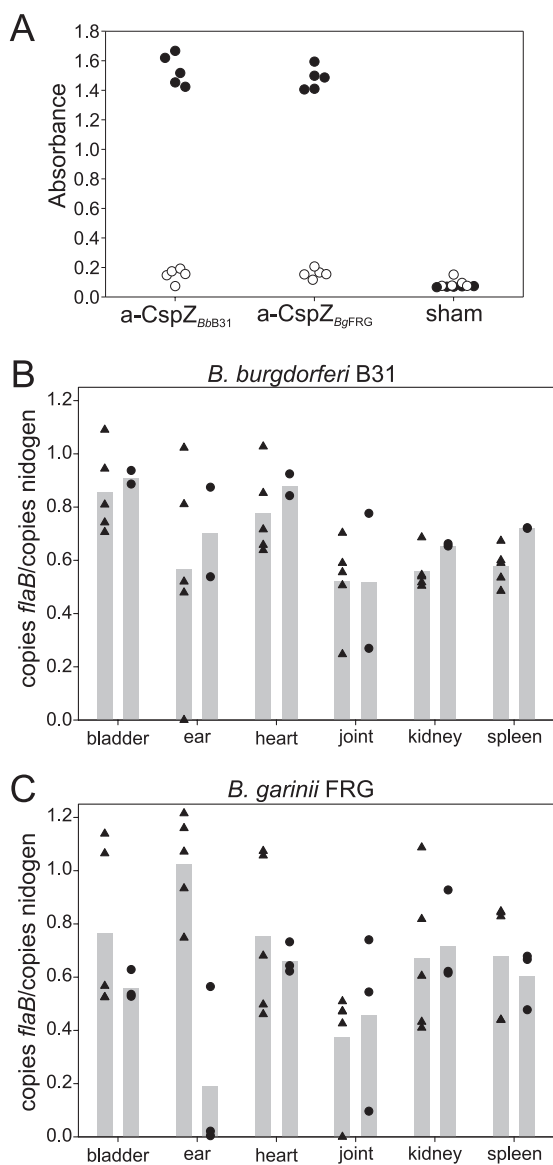 A
Absorbance
1.8
1.6
1.4
1.2
1.0
0.8
0.6
0.4
0.2
0.0
a-CspZBbB31 a-CspZBgFRG sham
B
B. burgdorferi B31
copies flaB/copies nidogen
1.2
1.0
0.8
0.6
0.4
0.2
0.0
bladder ear heart joint kidney spleen
C
B. garinii FRG
copies flaB/copies nidogen
1.2
1.0
0.8
0.6
0.4
0.2
0.0
bladder ear heart joint kidney spleen